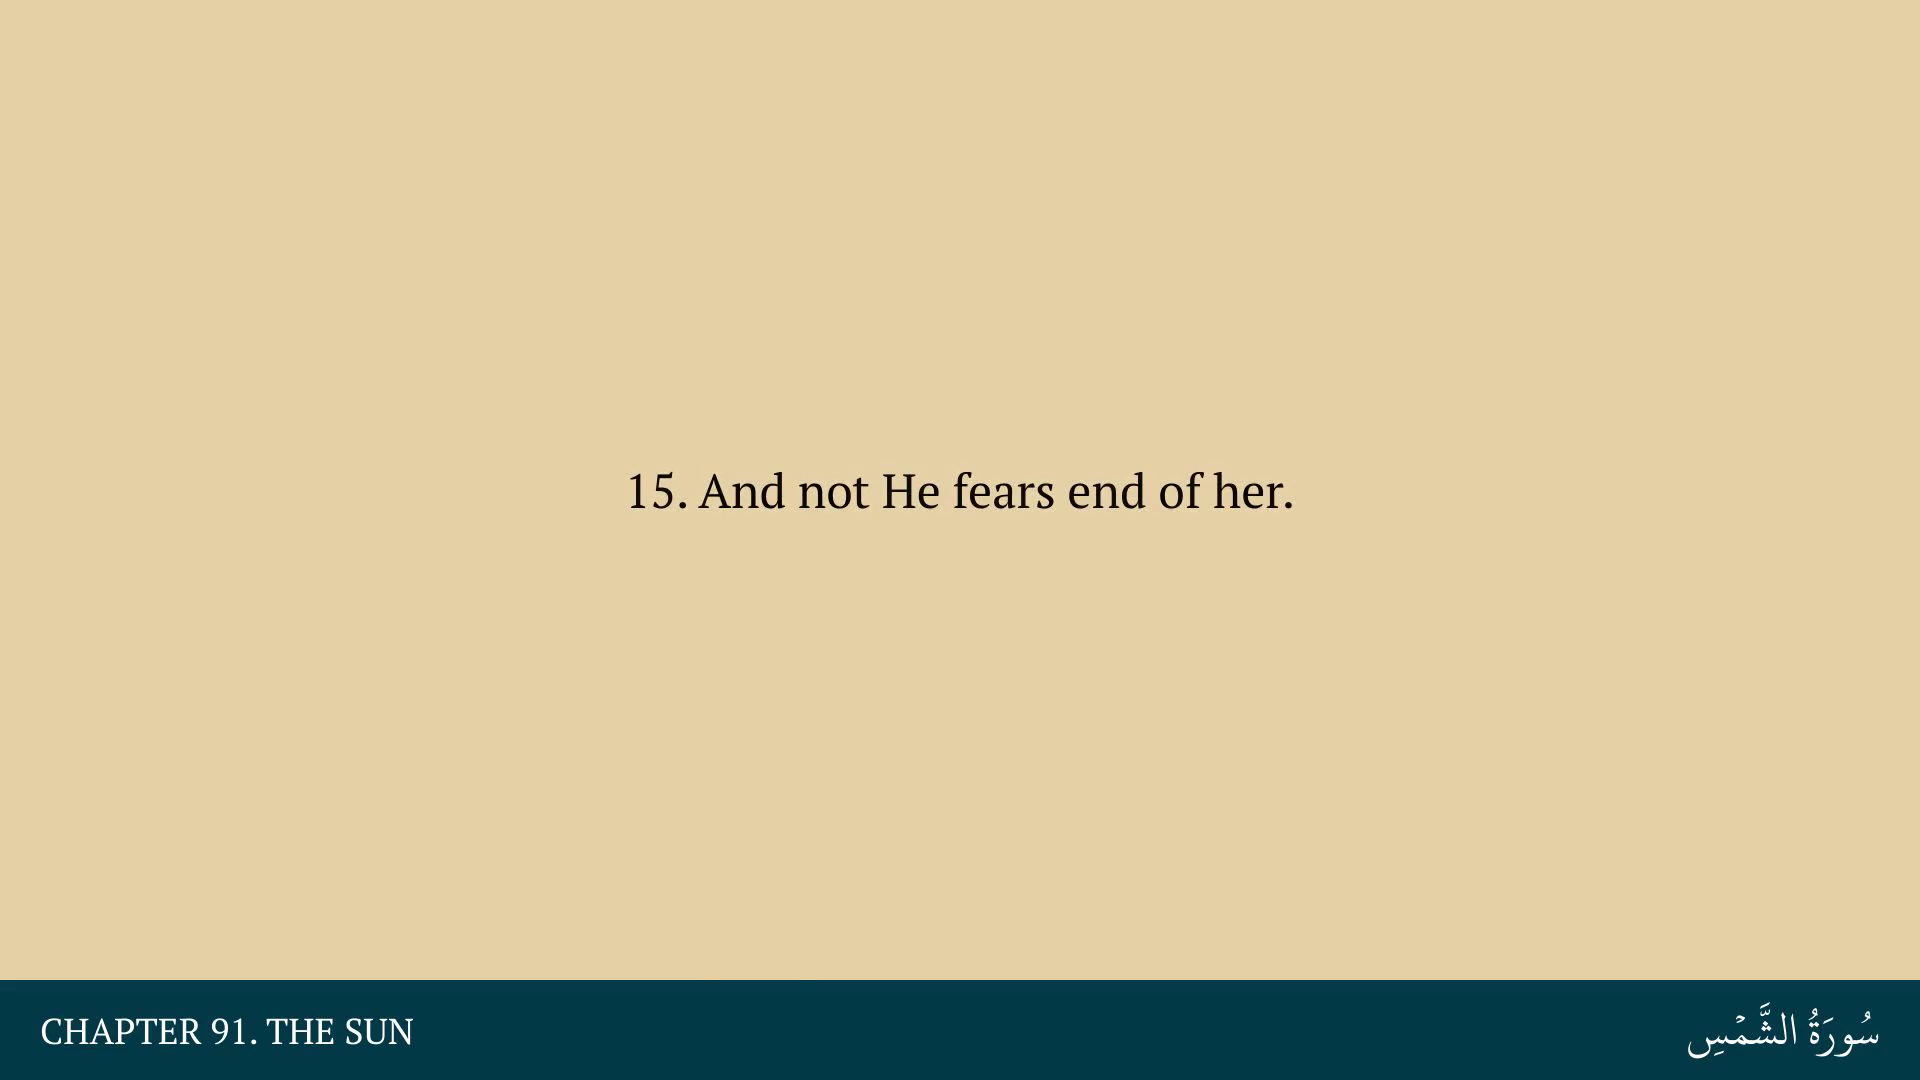 15. And not He fears end of her.
CHAPTER 91. THE SUN
سُورَةُ الشَّمْسِ